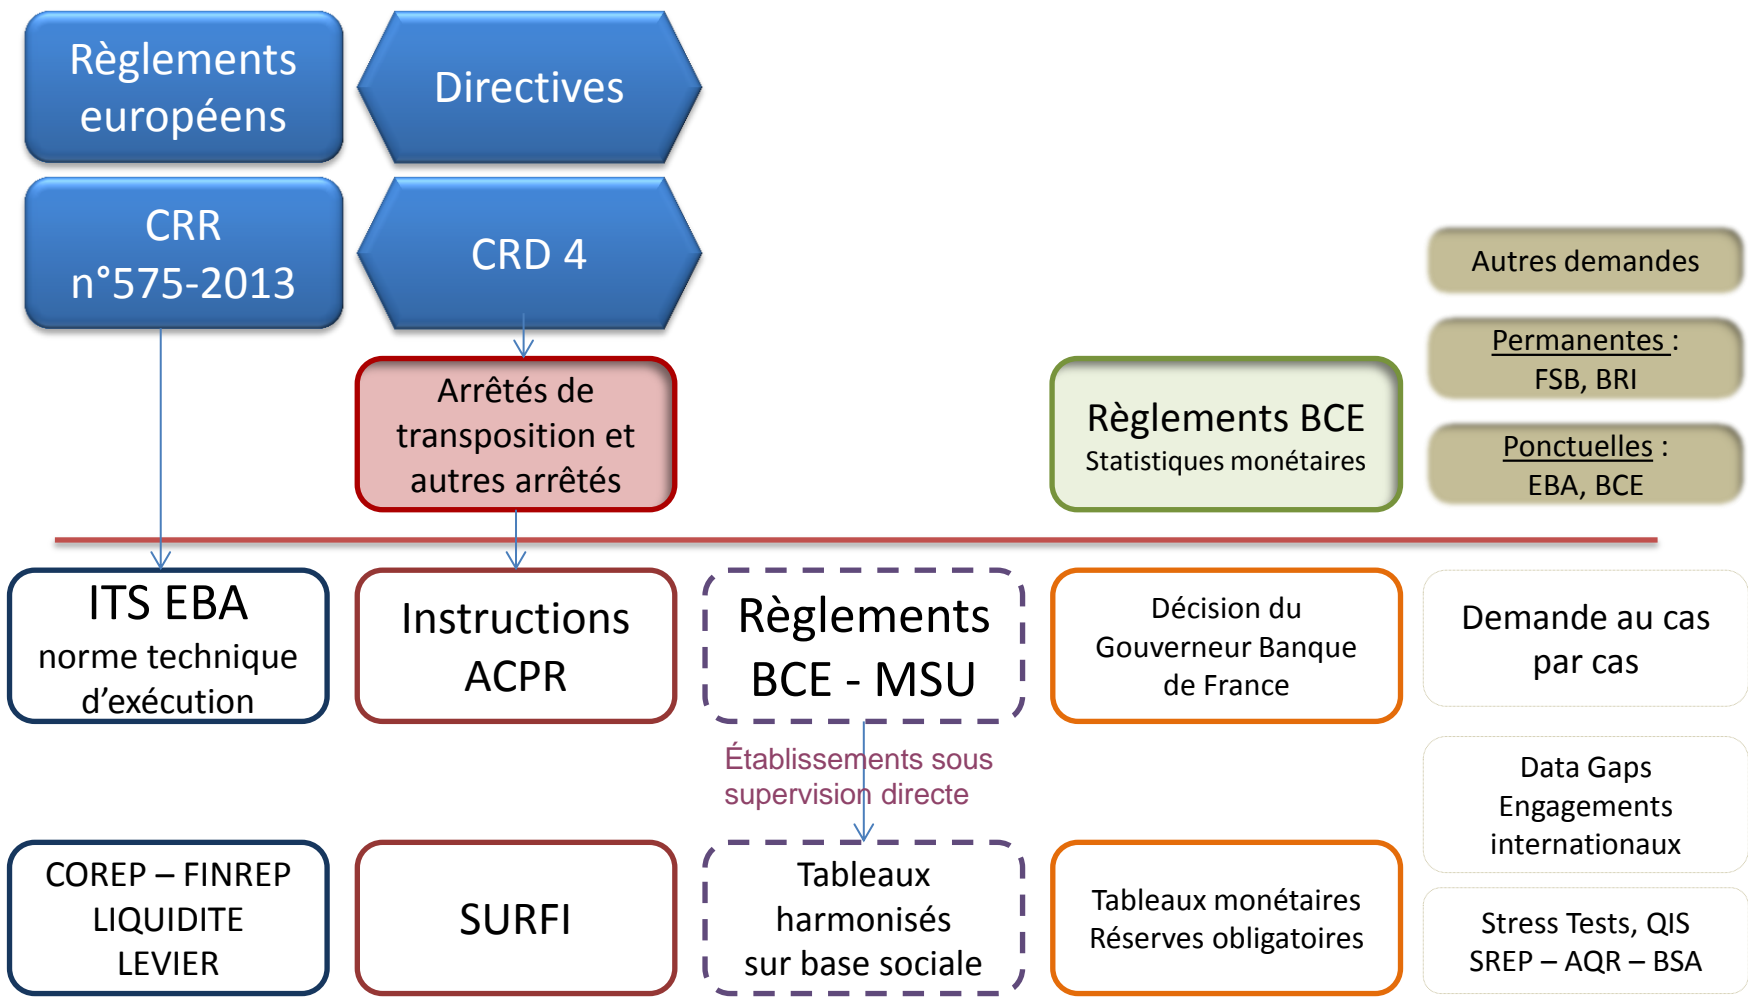 Règlements
européens
Directives
CRR
n°575-2013
CRD 4
Autres demandes
Permanentes :
FSB, BRI
Ponctuelles :
EBA, BCE
Arrêtés de
transposition et
autres arrêtés
Règlements BCE
Statistiques monétaires
ITS EBA
norme technique
d’exécution
Instructions
ACPR
Règlements
BCE - MSU
Décision du
Gouverneur Banque
de France
Demande au cas
par cas
Établissements sous
supervision directe
Data Gaps
Engagements
internationaux
COREP – FINREP
LIQUIDITE
LEVIER
SURFI
Tableaux
harmonisés
sur base sociale
Tableaux monétaires
Réserves obligatoires
Stress Tests, QIS
SREP – AQR – BSA